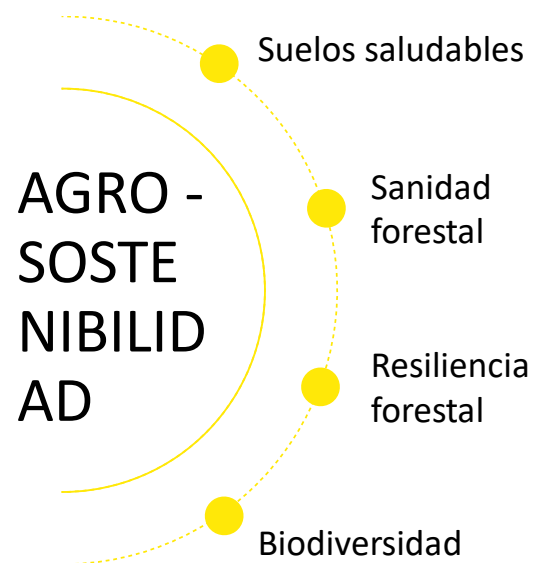 AGRO -
SOSTE
NIBILID
AD
Suelos saludables
Sanidad
forestal
Resiliencia
forestal
Biodiversidad